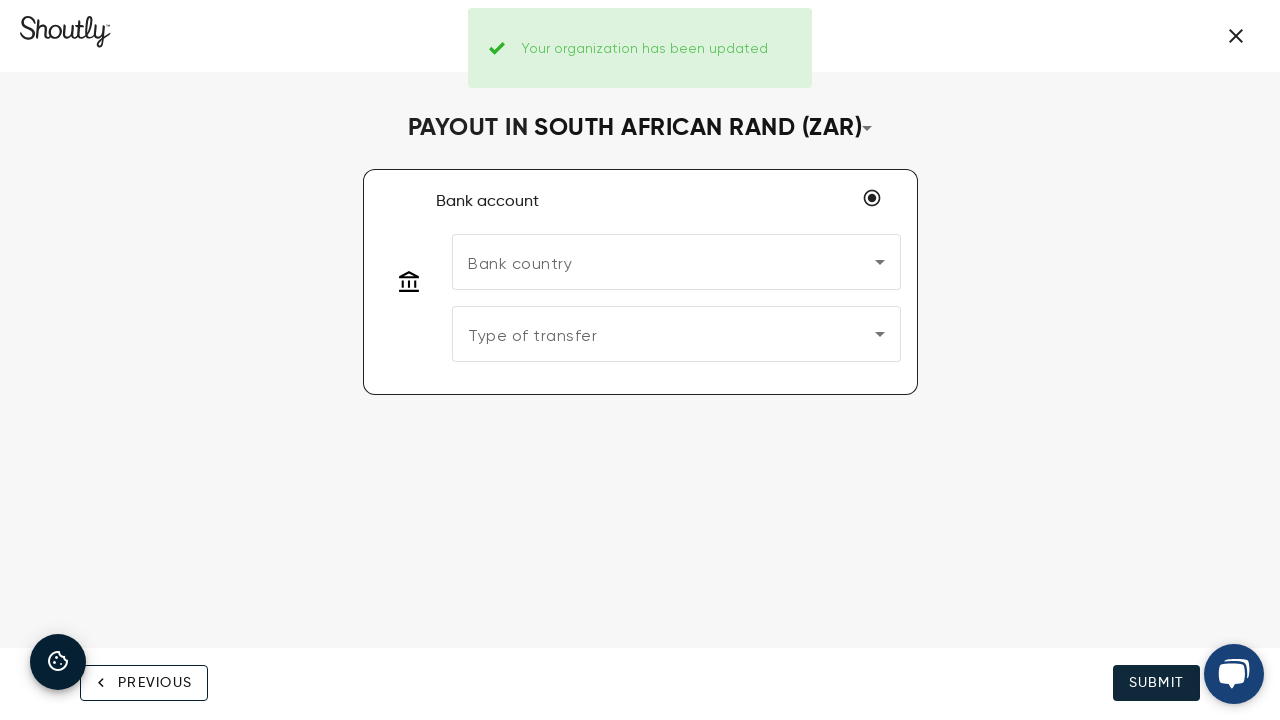 Shoutly™
Your organization has been updated
PAYOUT IN SOUTH AFRICAN RAND (ZAR)
Bank account
Bank country
Type of transfer
PREVIOUS
SUBMIT